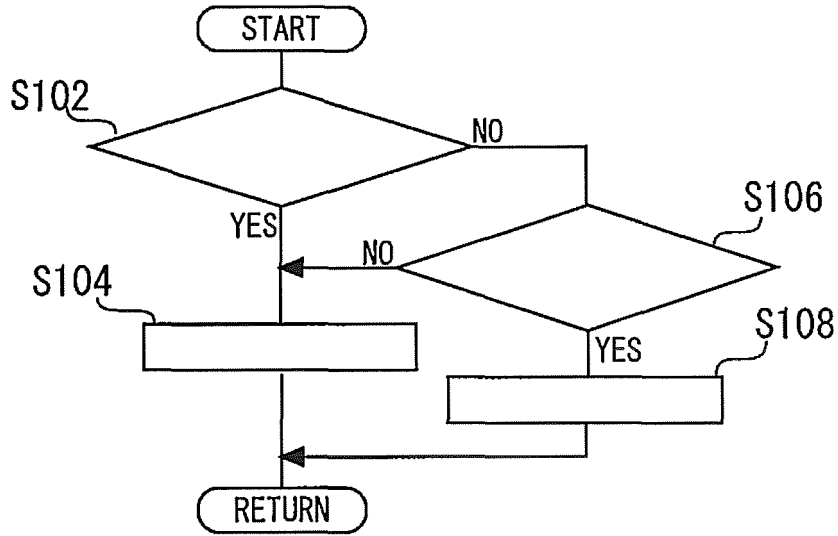 START
S102
NO
YES
S106
NO
S104
YES
S108
RETURN